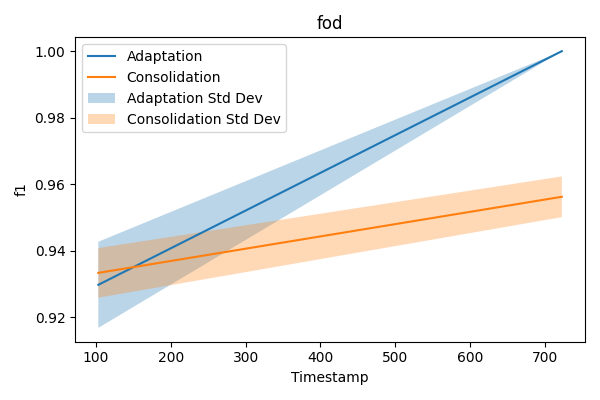 fod
Adaptation
Consolidation
Adaptation Std Dev
Consolidation Std Dev
f1
1.00
0.98
0.96
0.94
0.92
100 200 300 400 500 600 700
Timestamp